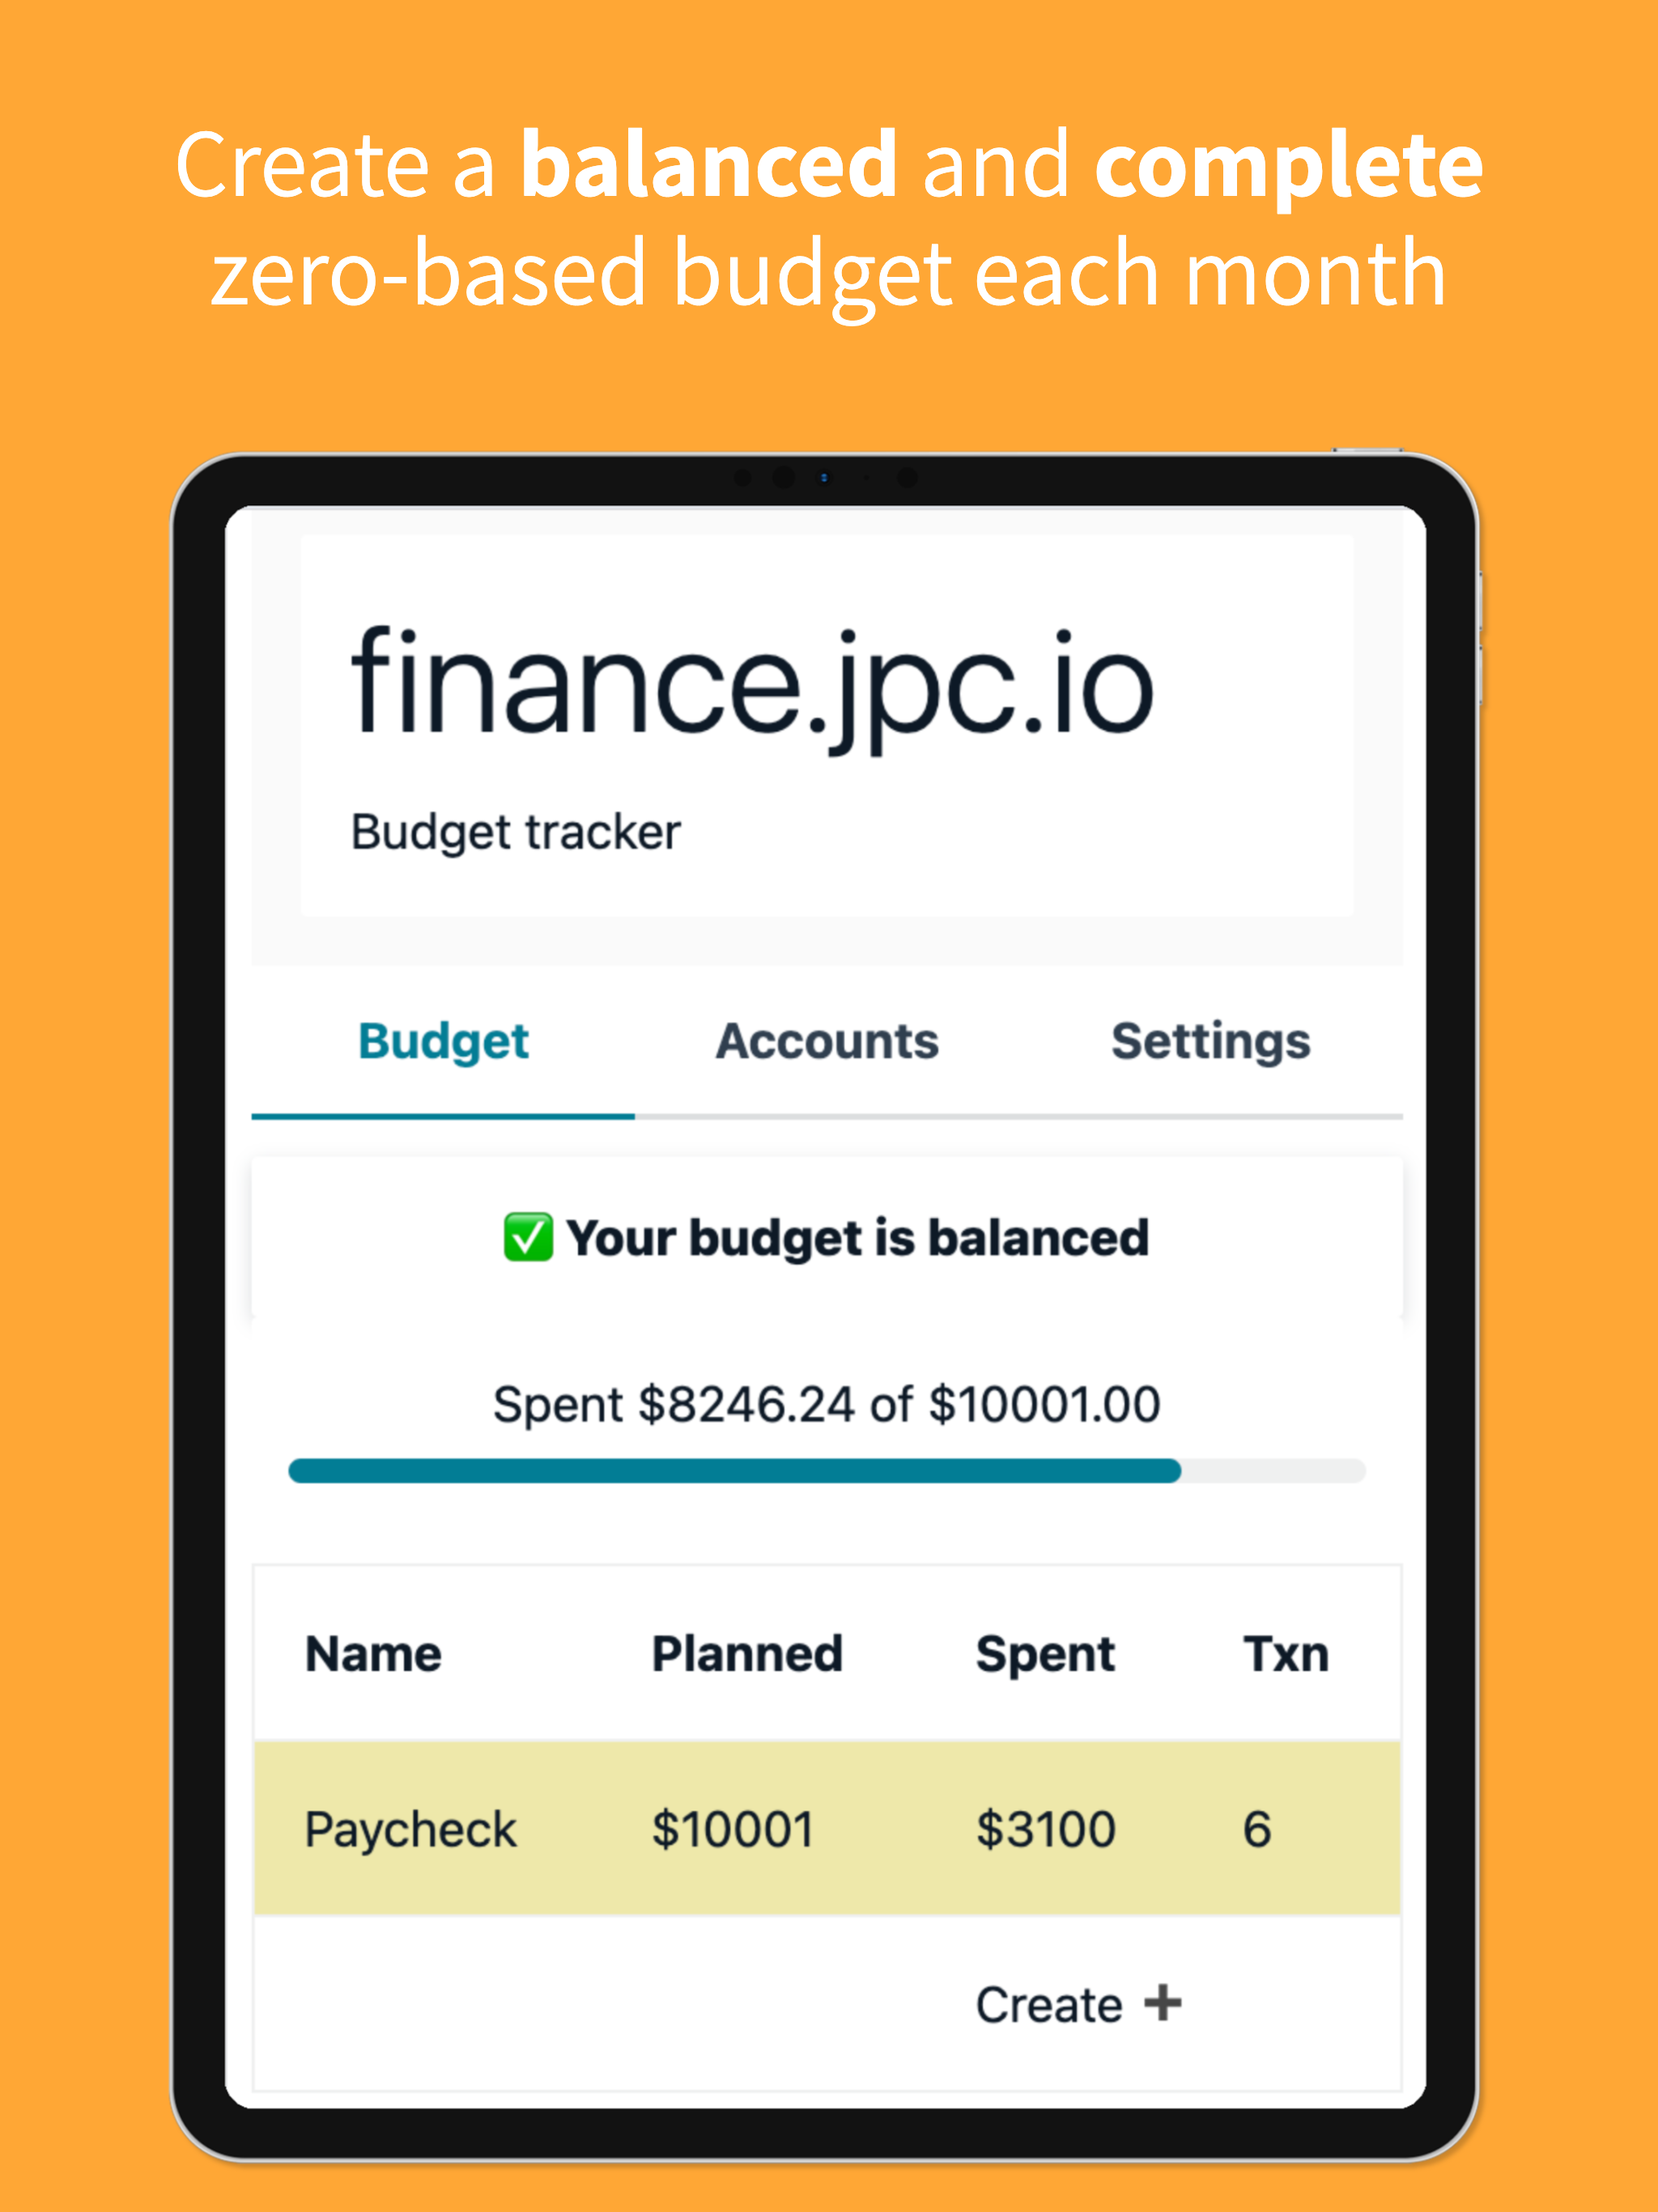 Create a balanced and complete
zero-based budget each month
finance.jpc.io
Budget tracker
Budget Accounts Settings
✅ Your budget is balanced
Spent $8246.24 of $10001.00
Name Planned Spent Txn
Paycheck $10001 $3100 6
Create +